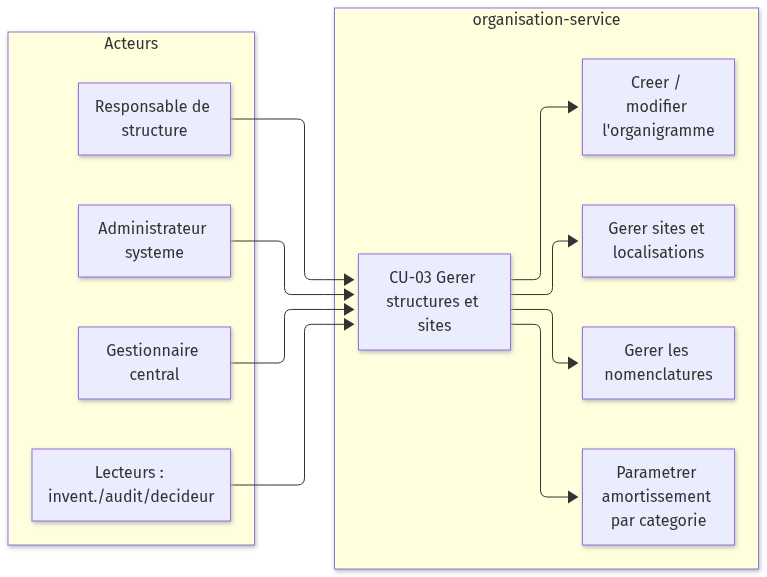 Acteurs
Responsable de
structure
Administrateur
systeme
Gestionnaire
central
Lecteurs :
invent./audit/decideur
organisation-service
CU-03 Gerer
structures et
sites
Creer /
modifier
l'organigramme
Gerer sites et
localisations
Gerer les
nomenclatures
Parametrer
amortissement
par categorie